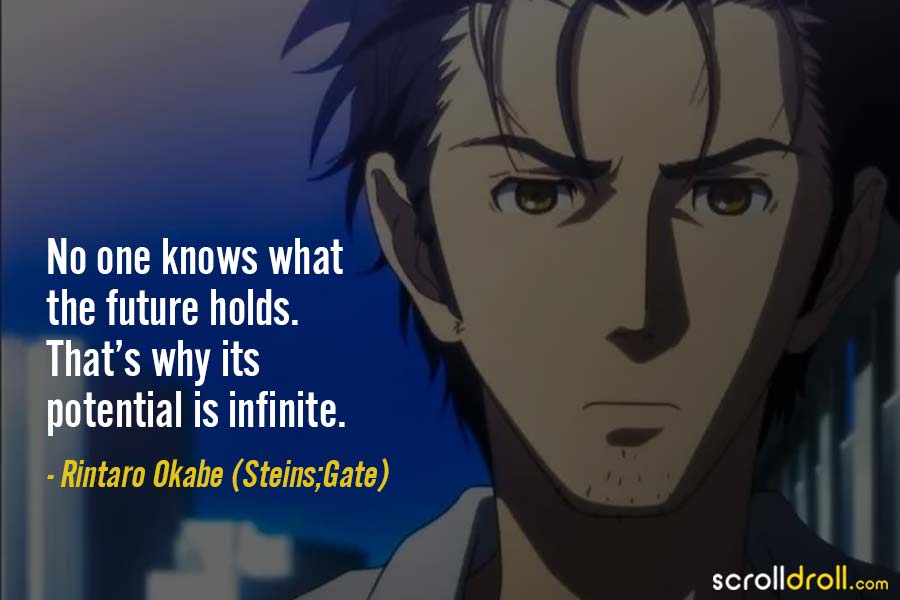 No one knows what
the future holds.
That's why its
potential is infinite.
- Rintaro Okabe (Steins;Gate)
scrolldroll.com